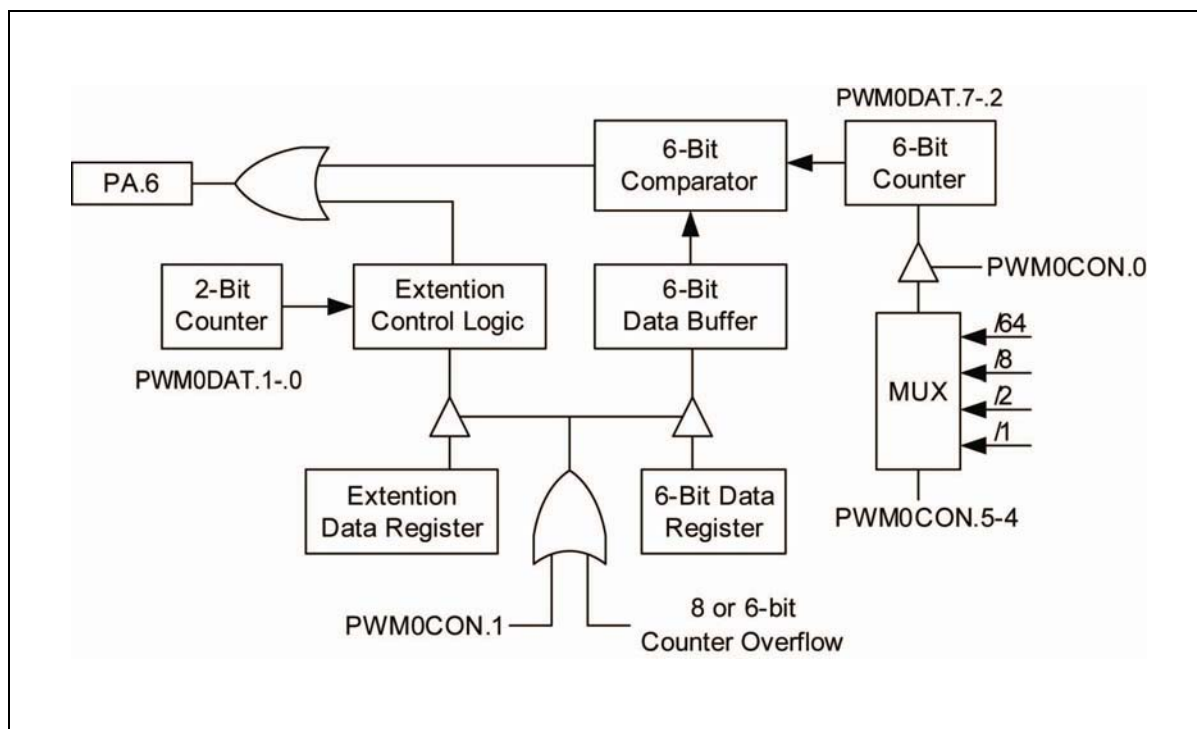 PWM0DAT.7-.2
PA.6
6-Bit
Comparator
6-Bit
Counter
PWM0CON.0
2-Bit
Counter
Extention
Control Logic
6-Bit
Data Buffer
PWM0DAT.1-.0
MUX
/64
/8
/2
/1
Extention
Data Register
6-Bit Data
Register
PWM0CON.5-4
PWM0CON.1
8 or 6-bit
Counter Overflow